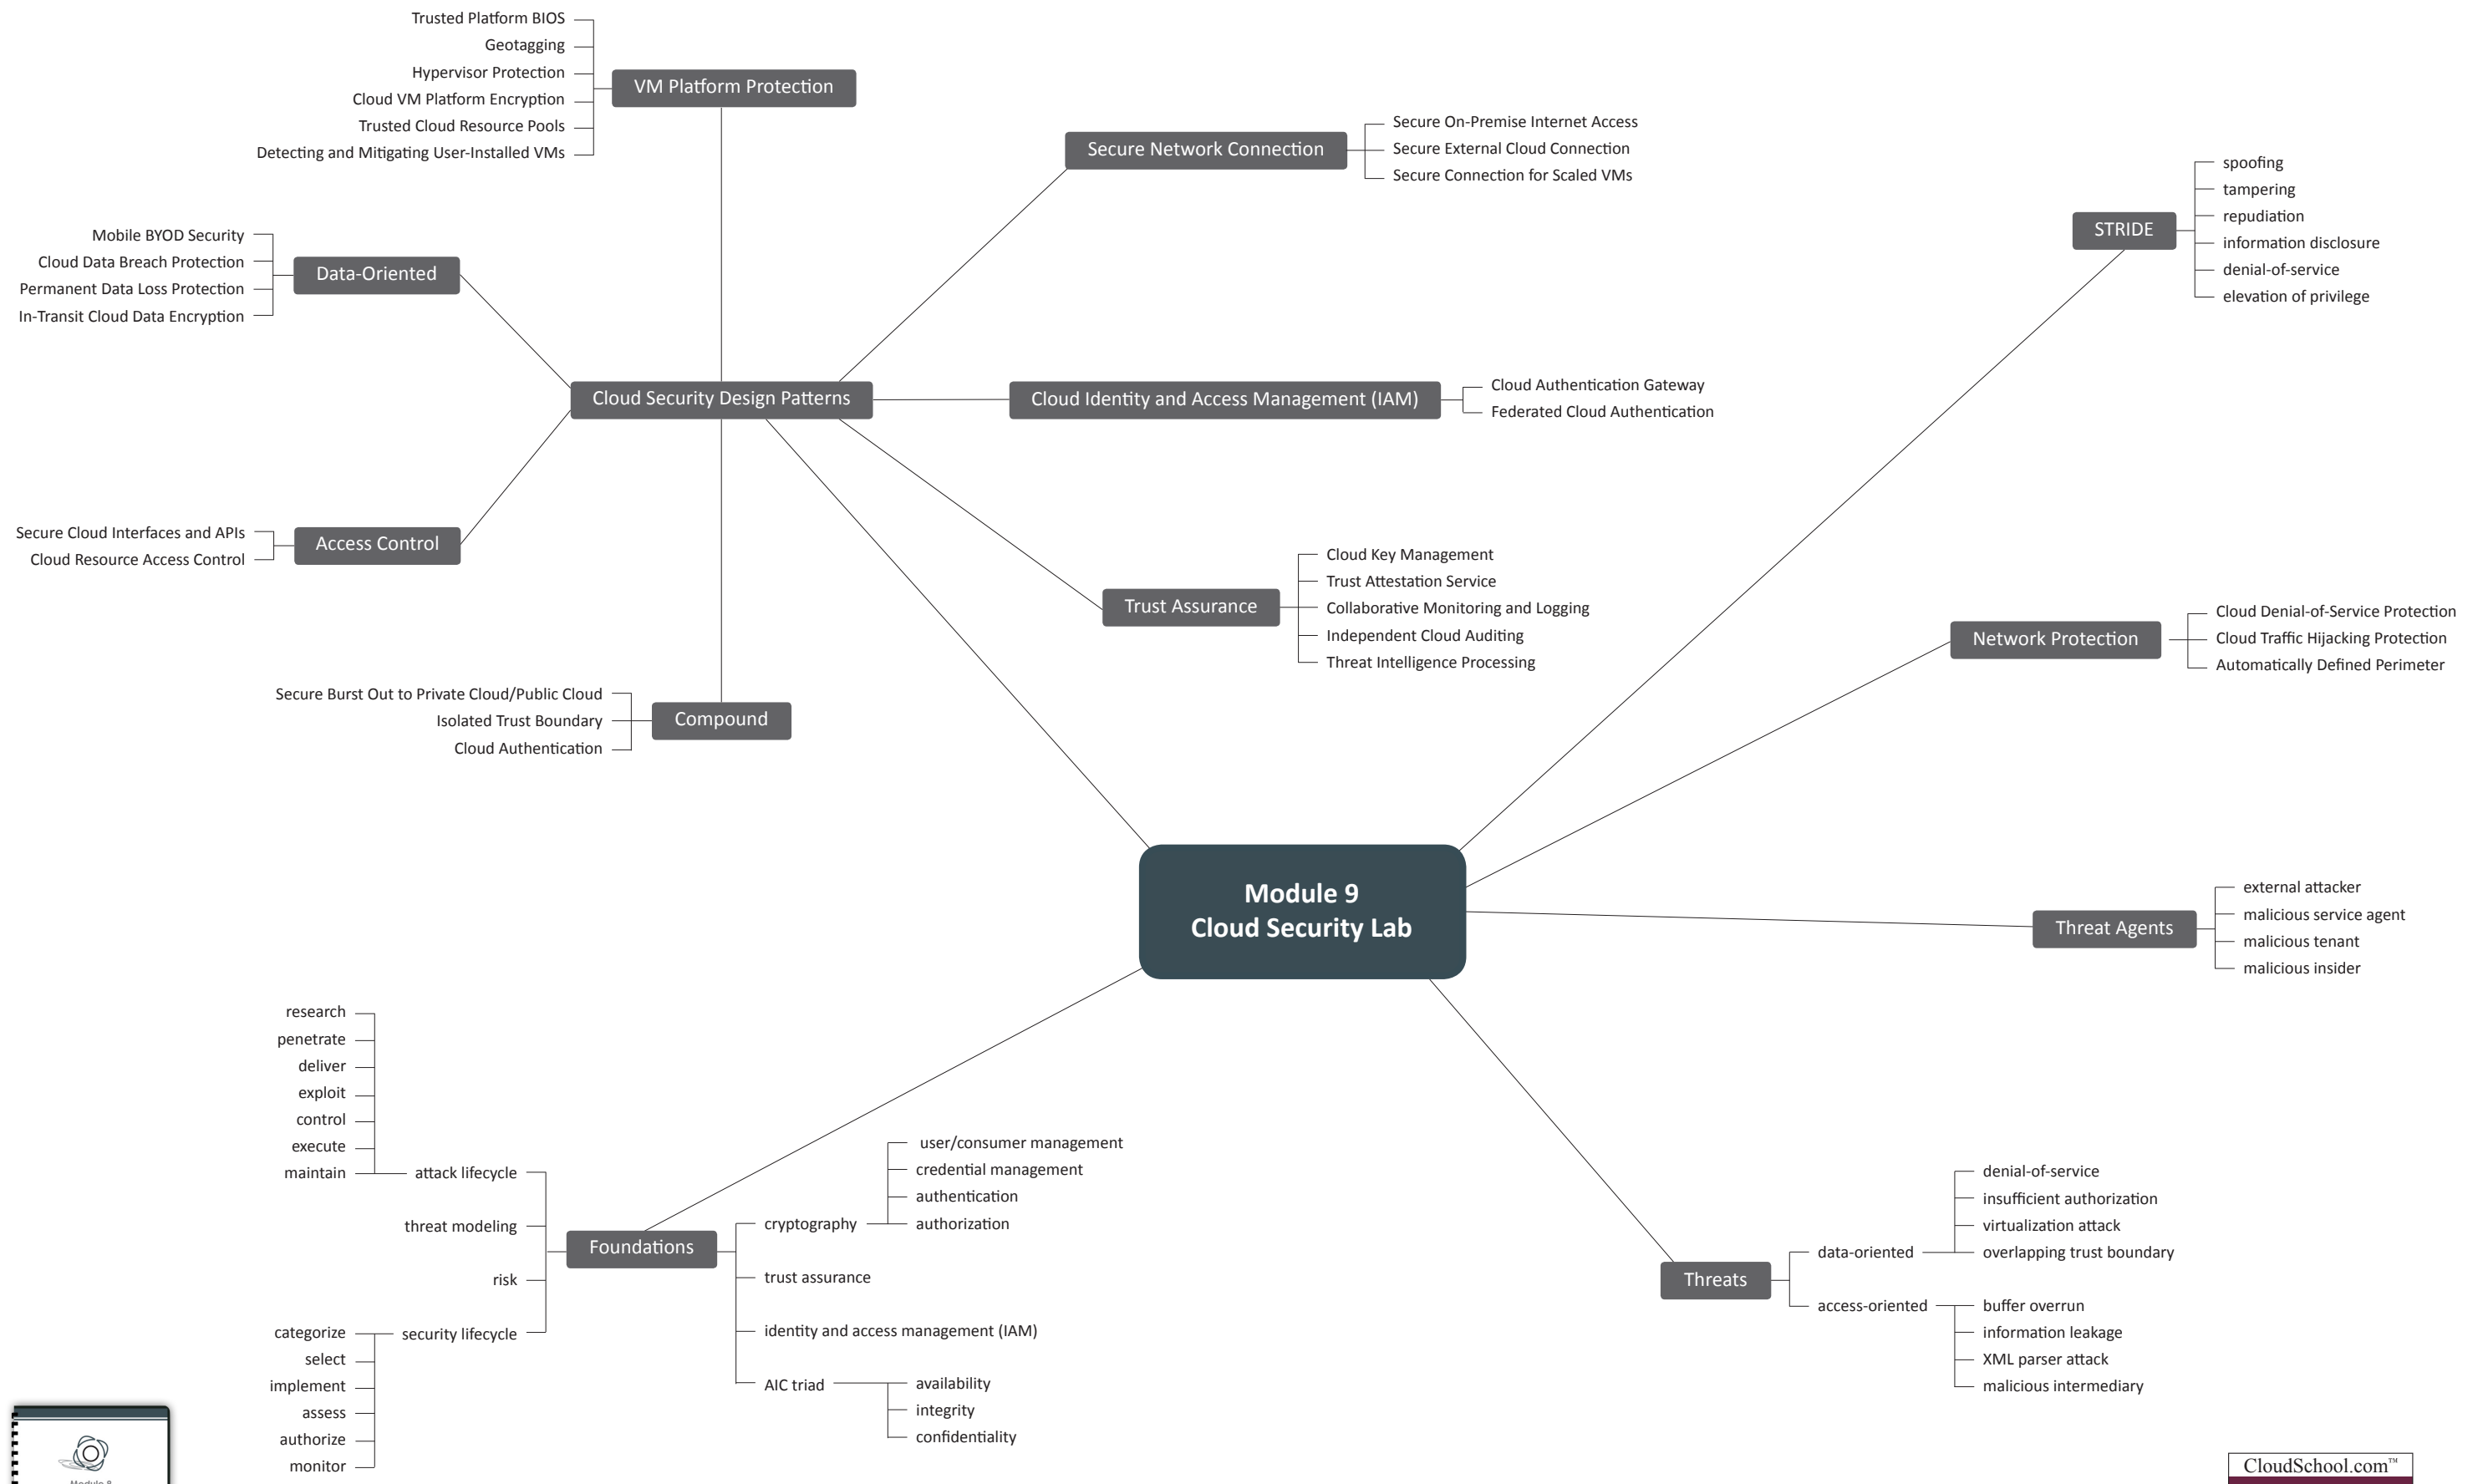 Trusted Platform BIOS
Geotagging
Hypervisor Protection
Cloud VM Platform Encryption
Trusted Cloud Resource Pools
Detecting and Mitigating User-Installed VMs
VM Platform Protection
Secure Network Connection
Secure On-Premise Internet Access
Secure External Cloud Connection
Secure Connection for Scaled VMs
STRIDE
spoofing
tampering
repudiation
information disclosure
denial-of-service
elevation of privilege
Mobile BYOD Security
Cloud Data Breach Protection
Permanent Data Loss Protection
In-Transit Cloud Data Encryption
Data-Oriented
Cloud Security Design Patterns
Cloud Identity and Access Management (IAM)
Cloud Authentication Gateway
Federated Cloud Authentication
Secure Cloud Interfaces and APIs
Cloud Resource Access Control
Access Control
Trust Assurance
Cloud Key Management
Trust Attestation Service
Collaborative Monitoring and Logging
Independent Cloud Auditing
Threat Intelligence Processing
Network Protection
Cloud Denial-of-Service Protection
Cloud Traffic Hijacking Protection
Automatically Defined Perimeter
Secure Burst Out to Private Cloud/Public Cloud
Isolated Trust Boundary
Cloud Authentication
Compound
Module 9
Cloud Security Lab
Threat Agents
external attacker
malicious service agent
malicious tenant
malicious insider
research
penetrate
deliver
exploit
control
execute
maintain
attack lifecycle
threat modeling
risk
security lifecycle
categorize
select
implement
assess
authorize
monitor
Foundations
cryptography
user/consumer management
credential management
authentication
authorization
trust assurance
identity and access management (IAM)
AIC triad
availability
integrity
confidentiality
Threats
data-oriented
denial-of-service
insufficient authorization
virtualization attack
overlapping trust boundary
access-oriented
buffer overrun
information leakage
XML parser attack
malicious intermediary
CloudSchool.com™